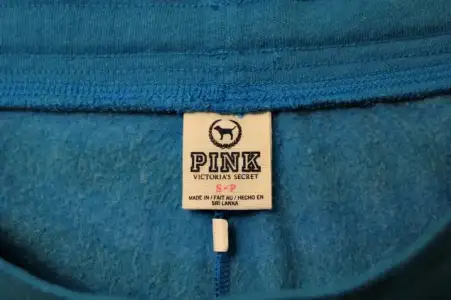 PINK
VICTORIA'S SECRET
S-P
MADE IN / FAIT AU / HECHO EN
SRI LANKA